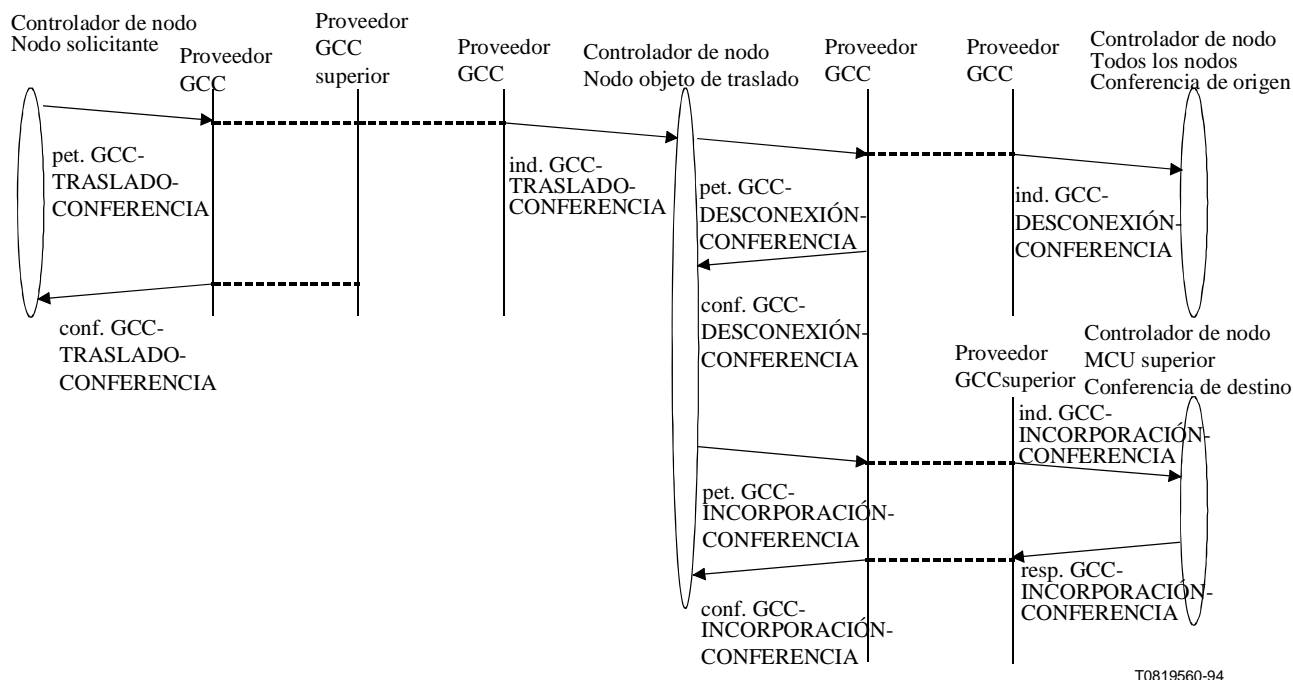 Controlador de nodo
Nodo solicitante
Proveedor
GCC
Proveedor
GCC
superior
Proveedor
GCC
Controlador de nodo
Nodo objeto de traslado
Proveedor
GCC
Proveedor
GCC
Controlador de nodo
Todos los nodos
Conferencia de origen
pet. GCC-
TRASLADO-
CONFERENCIA
ind. GCC-
TRASLADO-
CONFERENCIA
pet. GCC-
DESCONEXIÓN-
CONFERENCIA
ind. GCC-
DESCONEXIÓN-
CONFERENCIA
conf. GCC-
TRASLADO-
CONFERENCIA
conf. GCC-
DESCONEXIÓN-
CONFERENCIA
Proveedor
GCCsuperior
Controlador de nodo
MCU superior
Conferencia de destino
ind. GCC-
INCORPORACIÓN-
CONFERENCIA
pet. GCC-
INCORPORACIÓN-
CONFERENCIA
resp. GCC-
INCORPORACIÓN-
CONFERENCIA
conf. GCC-
INCORPORACIÓN-
CONFERENCIA
T0819560-94